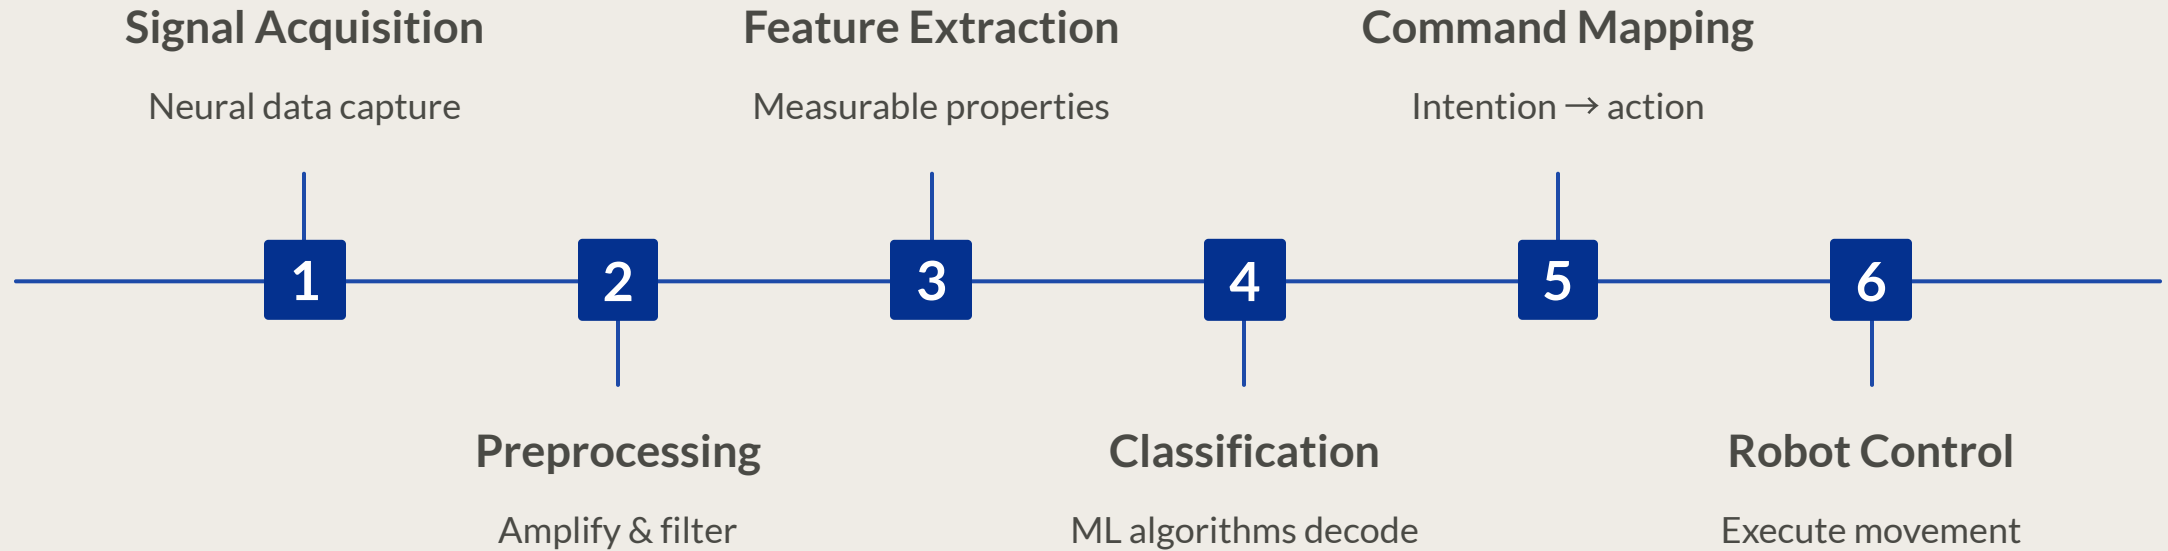 Signal Acquisition
Neural data capture
1
Preprocessing
Amplify & filter
2
Feature Extraction
Measurable properties
3
Classification
ML algorithms decode
4
Command Mapping
Intention → action
5
Robot Control
Execute movement
6